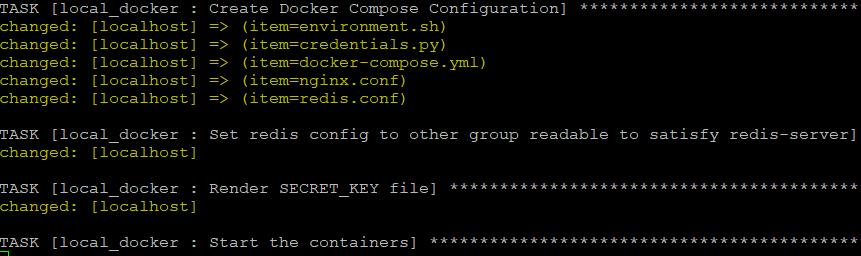 TASK [local_docker : Create Docker Compose Configuration] ****************************
changed: [localhost] => (item=environment.sh)
changed: [localhost] => (item=credentials.py)
changed: [localhost] => (item=docker-compose.yml)
changed: [localhost] => (item=nginx.conf)
changed: [localhost] => (item=redis.conf)
TASK [local_docker : Set redis config to other group readable to satisfy redis-server]
changed: [localhost]
TASK [local_docker : Render SECRET_KEY file] *****************************************
changed: [localhost]
TASK [local_docker : Start the containers] *******************************************